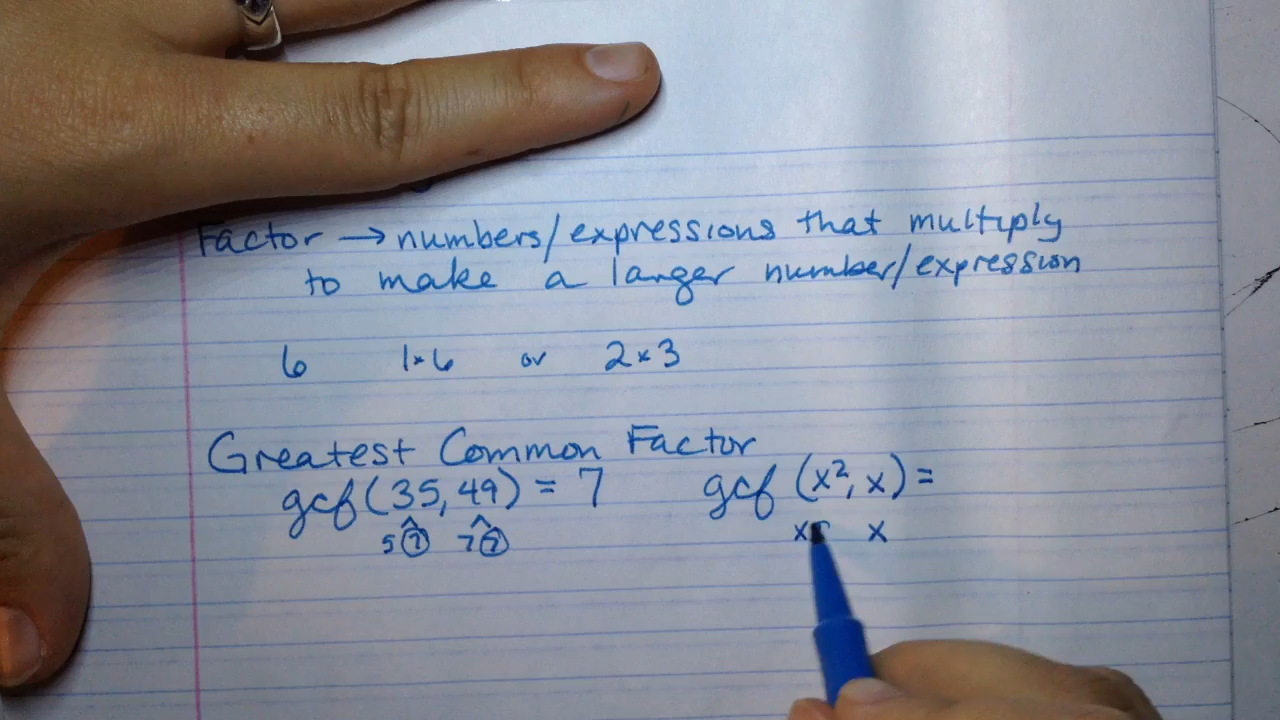 Factor → numbers/expressions that multiply
to make a larger number/expression
6 1×6 or 2×3
Greatest Common Factor
gcf (35, 49) = 7 gcf (x², x) =
5 7 7 7 x x